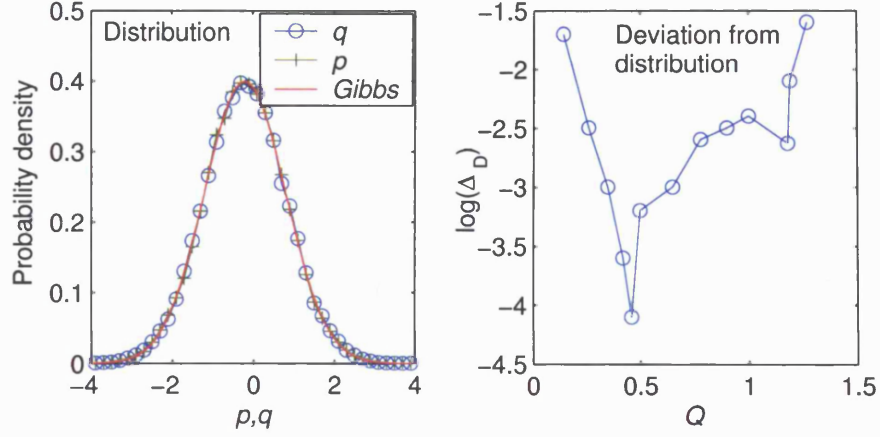 Distribution
q
p
Gibbs
Probability density
0.5
0.4
0.3
0.2
0.1
0
−4
−2
0
2
4
p,q
Deviation from
distribution
log(Δ D)
−1.5
−2
−2.5
−3
−3.5
−4
−4.5
0
0.5
1
1.5
Q